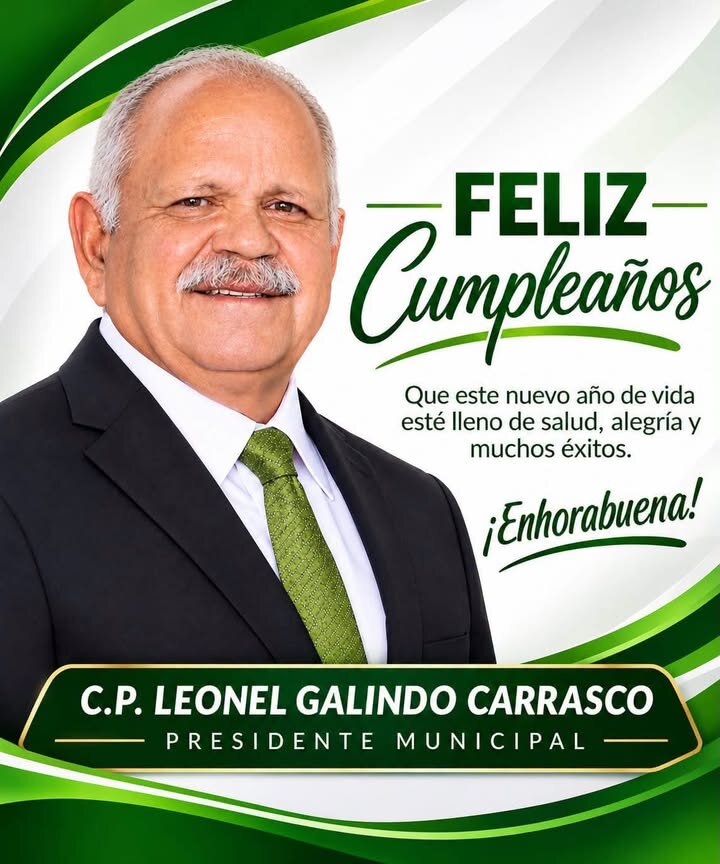 FELIZ
Cumpleaños
Que este nuevo año de vida
esté lleno de salud, alegría y
muchos éxitos.
¡Enhorabuena!
C.P. LEONEL GALINDO CARRASCO
PRESIDENTE MUNICIPAL